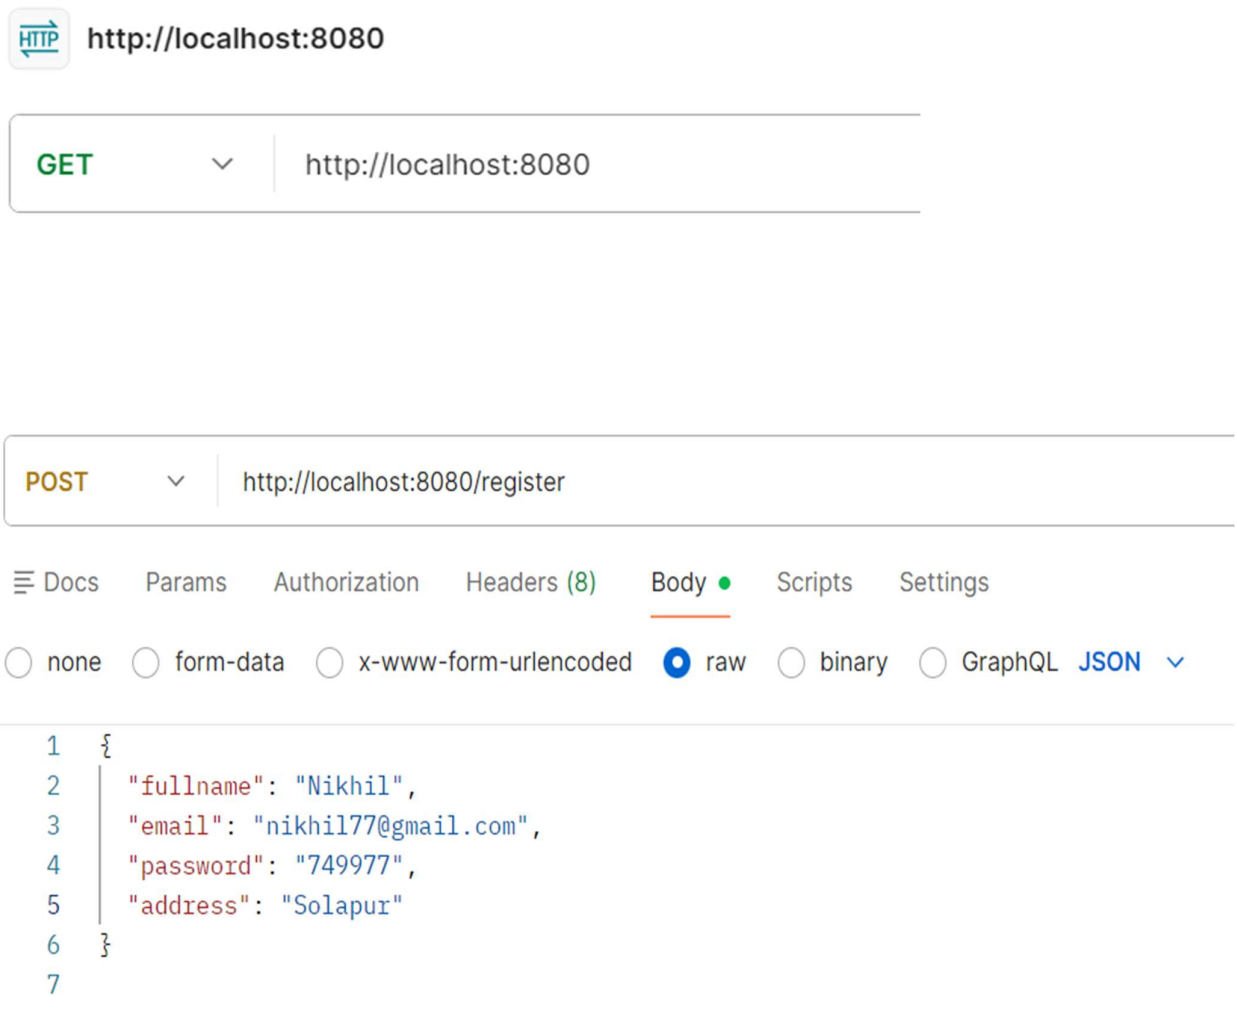 HTTP http://localhost:8080
GET http://localhost:8080
POST http://localhost:8080/register
Docs Params Authorization Headers (8) Body Scripts Settings
none form-data x-www-form-urlencoded raw binary GraphQL JSON
1 {
2 "fullname": "Nikhil",
3 "email": "nikhil77@gmail.com",
4 "password": "749977",
5 "address": "Solapur"
6 }
7